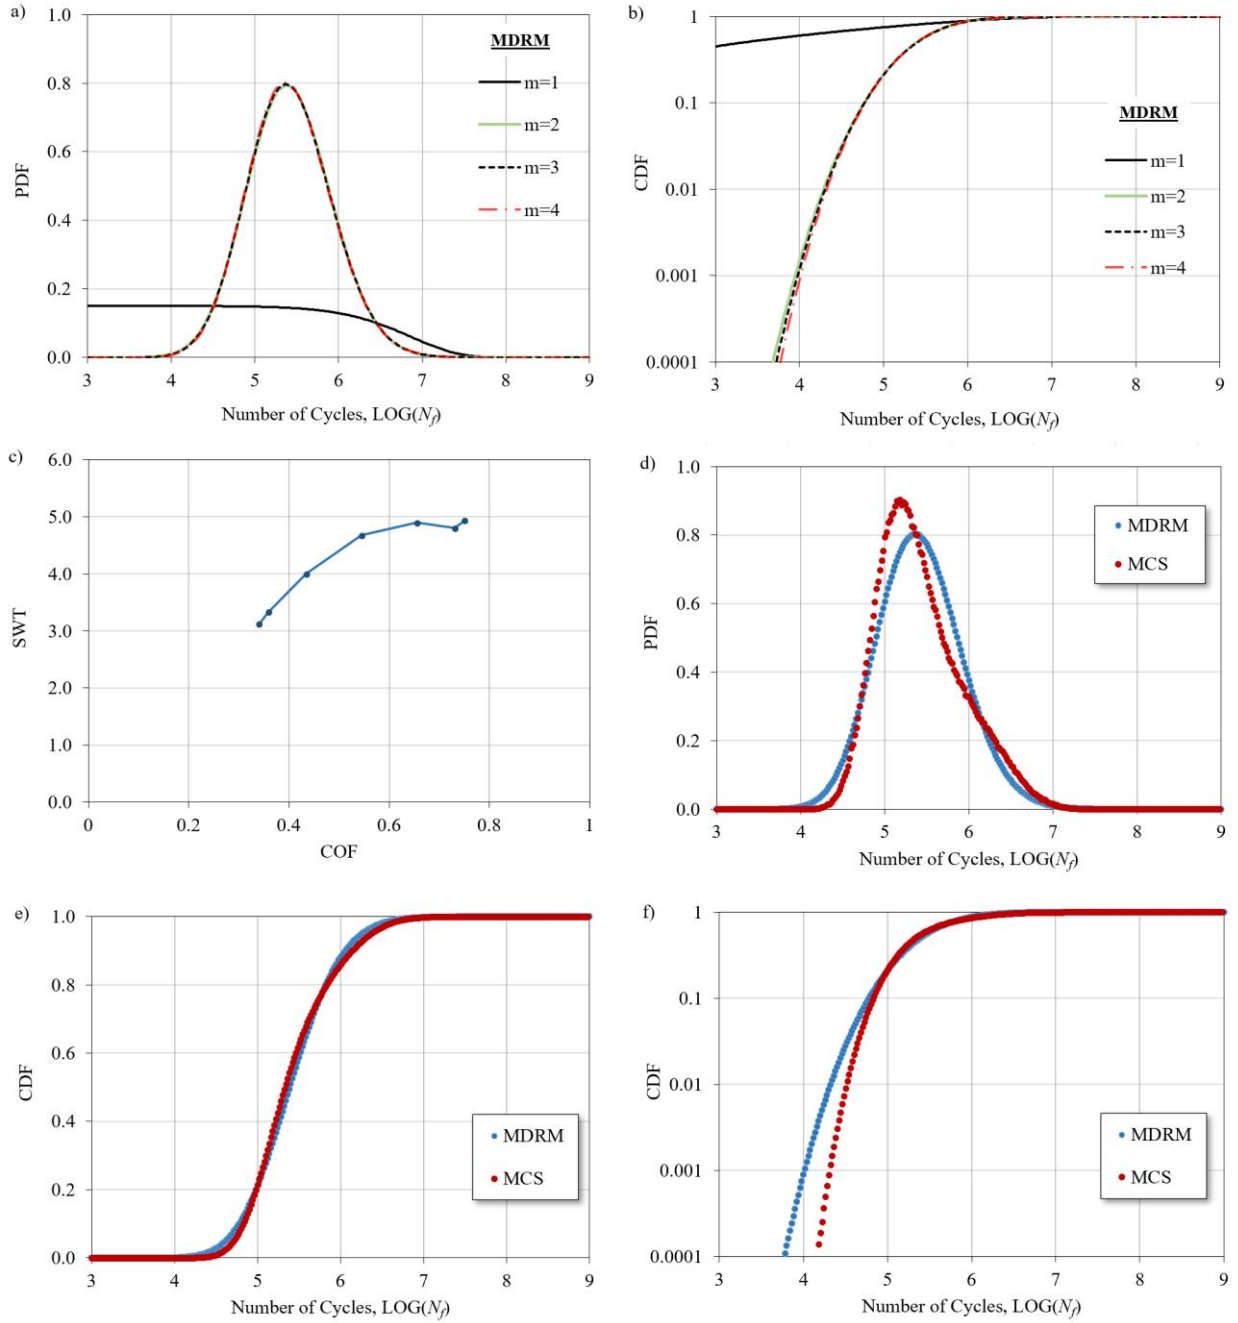 a)
1.0
0.8
0.6
0.4
0.2
0.0
PDF
MDRM
m=1
m=2
m=3
m=4
3 4 5 6 7 8 9
Number of Cycles, LOG(Nf)
b)
1
0.1
0.01
0.001
0.0001
CDF
MDRM
m=1
m=2
m=3
m=4
3 4 5 6 7 8 9
Number of Cycles, LOG(Nf)
c)
6.0
5.0
4.0
3.0
2.0
1.0
0.0
SWT
0 0.2 0.4 0.6 0.8 1
COF
d)
1.0
0.8
0.6
0.4
0.2
0.0
PDF
MDRM
MCS
3 4 5 6 7 8 9
Number of Cycles, LOG(Nf)
e)
1.0
0.8
0.6
0.4
0.2
0.0
CDF
MDRM
MCS
3 4 5 6 7 8 9
Number of Cycles, LOG(Nf)
f)
1
0.1
0.01
0.001
0.0001
CDF
MDRM
MCS
3 4 5 6 7 8 9
Number of Cycles, LOG(Nf)